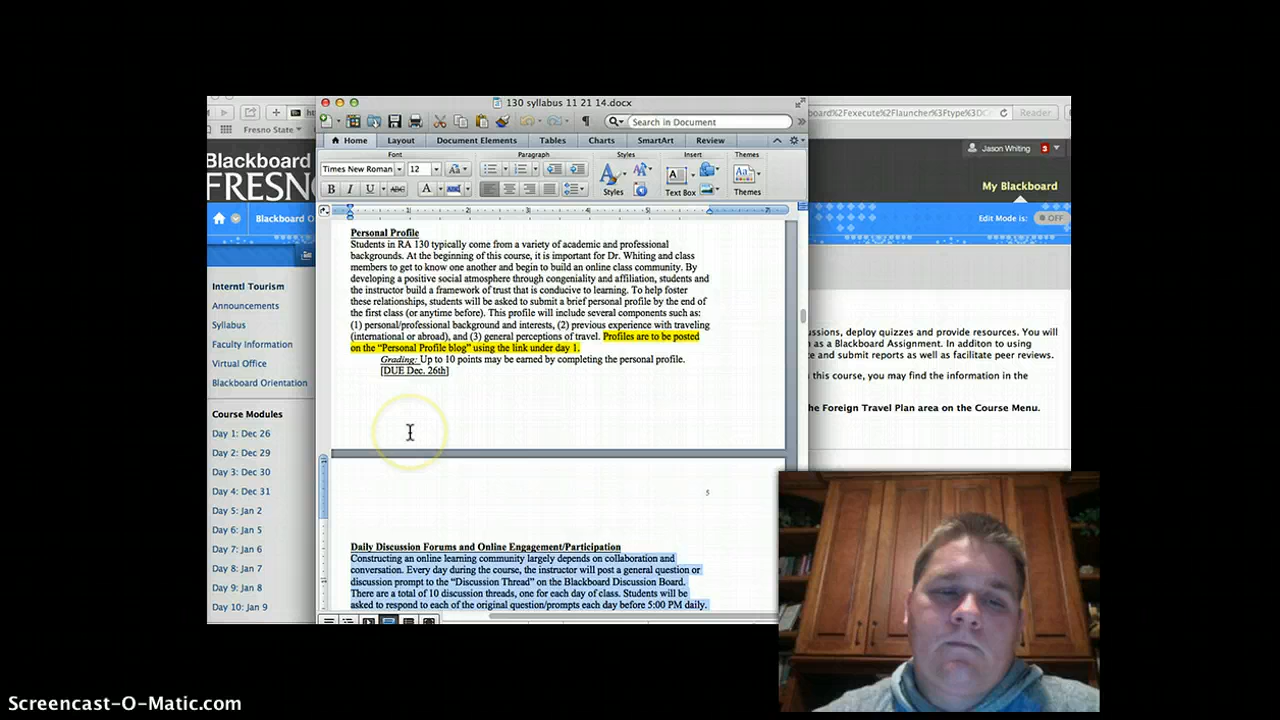 130 syllabus 11 21 14.docx
Search in Document
Home Layout Document Elements Tables Charts SmartArt Review
Font Paragraph Styles Insert Themes
Times New Roman 12
B I U ABC A
Styles Text Box Themes
Fresno State
Reader
Blackboard
FRESNO
Jason Whiting 3
My Blackboard
Blackboard O
Edit Mode is: OFF
Interntl Tourism
Announcements
Syllabus
Faculty Information
Virtual Office
Blackboard Orientation
Course Modules
Day 1: Dec 26
Day 2: Dec 29
Day 3: Dec 30
Day 4: Dec 31
Day 5: Jan 2
Day 6: Jan 5
Day 7: Jan 6
Day 8: Jan 7
Day 9: Jan 8
Day 10: Jan 9
Personal Profile
Students in RA 130 typically come from a variety of academic and professional
backgrounds. At the beginning of this course, it is important for Dr. Whiting and class
members to get to know one another and begin to build an online class community. By
developing a positive social atmosphere through congeniality and affiliation, students and
the instructor build a framework of trust that is conducive to learning. To help foster
these relationships, students will be asked to submit a brief personal profile by the end of
the first class (or anytime before). This profile will include several components such as:
(1) personal/professional background and interests, (2) previous experience with traveling
(international or abroad), and (3) general perceptions of travel. Profiles are to be posted
on the “Personal Profile blog” using the link under day 1.
Grading: Up to 10 points may be earned by completing the personal profile.
[DUE Dec. 26th]
5
Daily Discussion Forums and Online Engagement/Participation
Constructing an online learning community largely depends on collaboration and
conversation. Every day during the course, the instructor will post a general question or
discussion prompt to the “Discussion Thread” on the Blackboard Discussion Board.
There are a total of 10 discussion threads, one for each day of class. Students will be
asked to respond to each of the original question/prompts each day before 5:00 PM daily.
ussions, deploy quizzes and provide resources. You will
n as a Blackboard Assignment. In additon to using
e and submit reports as well as facilitate peer reviews.
this course, you may find the information in the
he Foreign Travel Plan area on the Course Menu.
Screencast-O-Matic.com